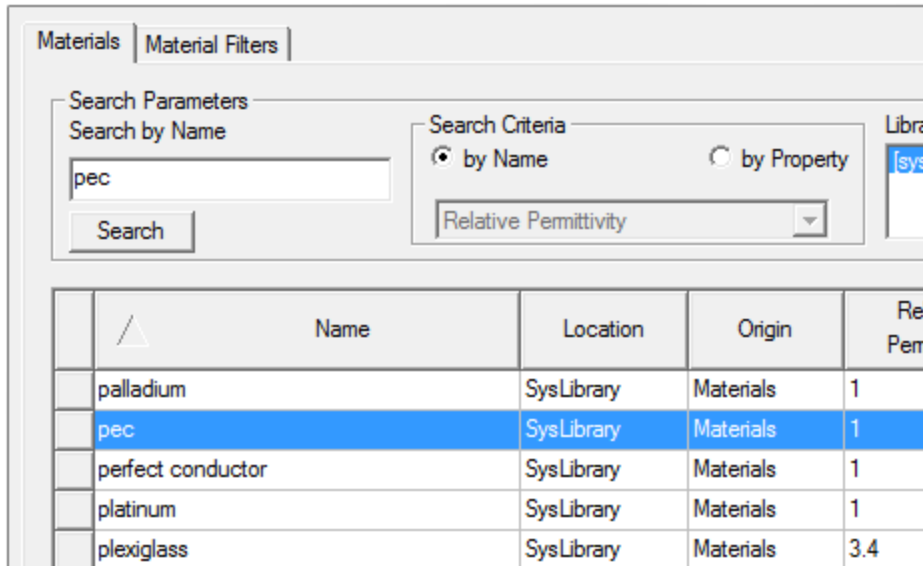 Materials Material Filters
Search Parameters
Search by Name
pec
Search
Search Criteria
by Name by Property
Relative Permittivity
Name Location Origin
palladium SysLibrary Materials 1
pec SysLibrary Materials 1
perfect conductor SysLibrary Materials 1
platinum SysLibrary Materials 1
plexiglass SysLibrary Materials 3.4